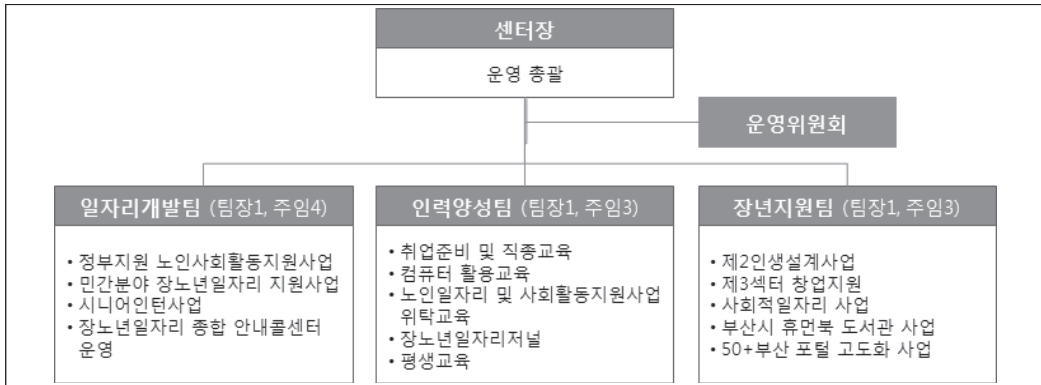 센터장
운영 총괄
운영위원회
일자리개발팀 (팀장1, 주임4)
• 정부지원 노인사회활동지원사업
• 민간분야 장노년일자리 지원사업
• 시니어인턴사업
• 장노년일자리 종합 안내콜센터
운영
인력양성팀 (팀장1, 주임3)
• 취업준비 및 직종교육
• 컴퓨터 활용교육
• 노인일자리 및 사회활동지원사업
위탁교육
• 장노년일자리저널
• 평생교육
장년지원팀 (팀장1, 주임3)
• 제2인생설계사업
• 제3섹터 창업지원
• 사회적일자리 사업
• 부산시 휴먼북 도서관 사업
• 50+부산 포털 고도화 사업